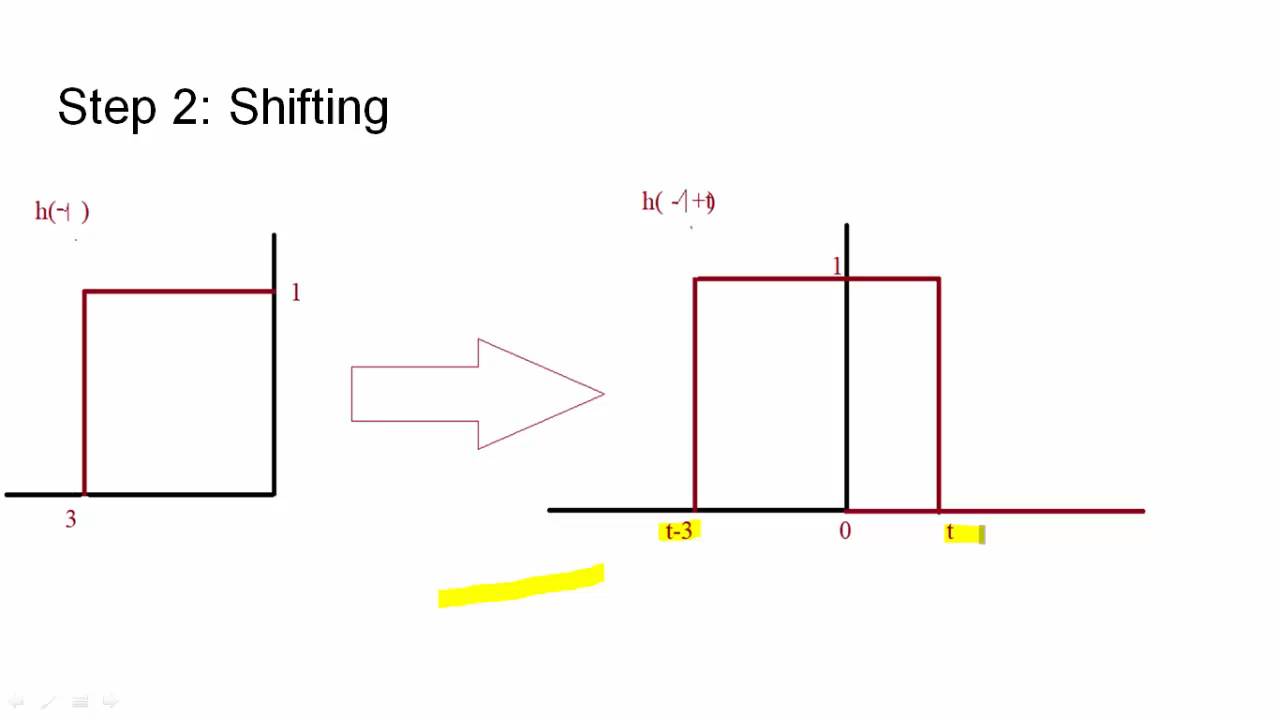 Step 2: Shifting
h(- )
1
3
h( - +t)
1
t-3
0
t